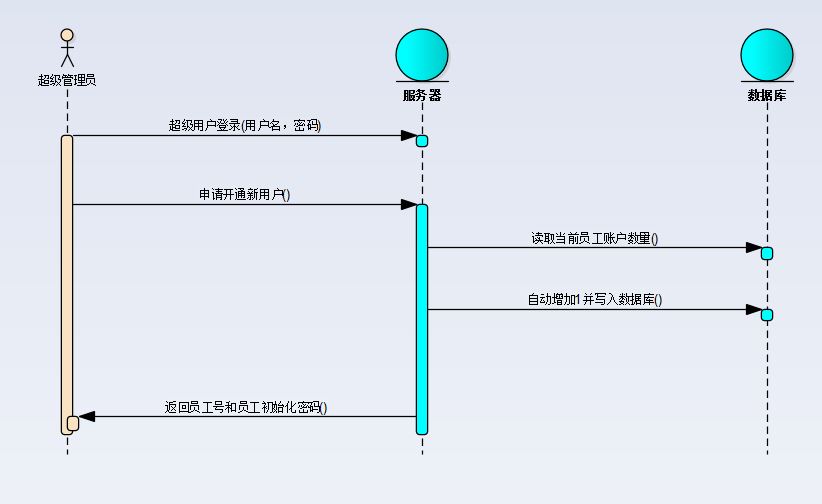 超级管理员
服务器
数据库
超级用户登录(用户名，密码)
申请开通新用户()
读取当前员工账户数量()
自动增加1并写入数据库()
返回员工号和员工初始化密码()